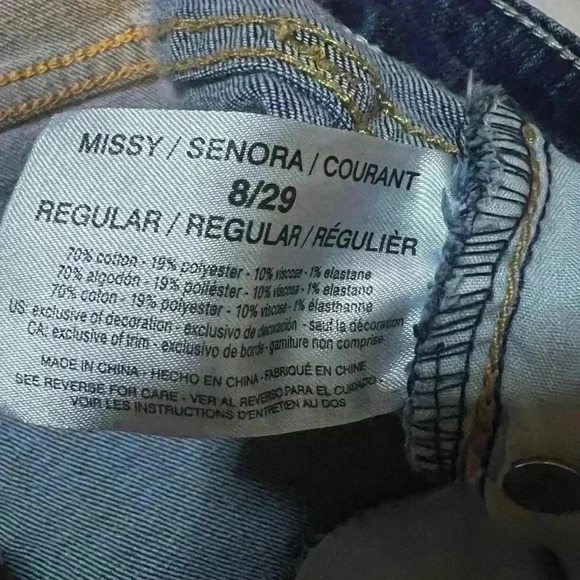 MISSY / SENORA / COURANT
8/29
REGULAR / REGULAR / RÉGULIÈR
70% cotton - 19% polyester - 10% viscose - 1% elastane
70% algodón - 19% poliéster - 10% viscosa - 1% elastano
70% coton - 19% polyester - 10% viscose - 1% élasthanne
US: exclusive of decoration - exclusivo de decoración - sauf la décoration
CA: exclusive of trim - exclusivo de borde - garniture non comprise
MADE IN CHINA - HECHO EN CHINA - FABRIQUÉ EN CHINE
SEE REVERSE FOR CARE - VER AL REVERSO PARA EL CUIDADO -
VOIR LES INSTRUCTIONS D'ENTRETIEN AU DOS